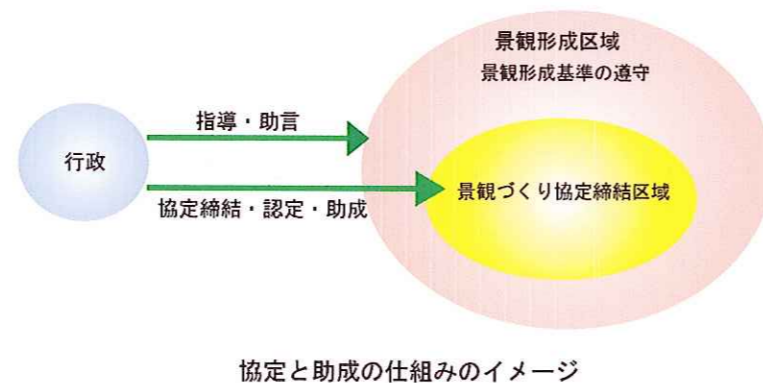 景観形成区域
景観形成基準の遵守
指導・助言
行政
協定締結・認定・助成
景観づくり協定締結区域
協定と助成の仕組みのイメージ